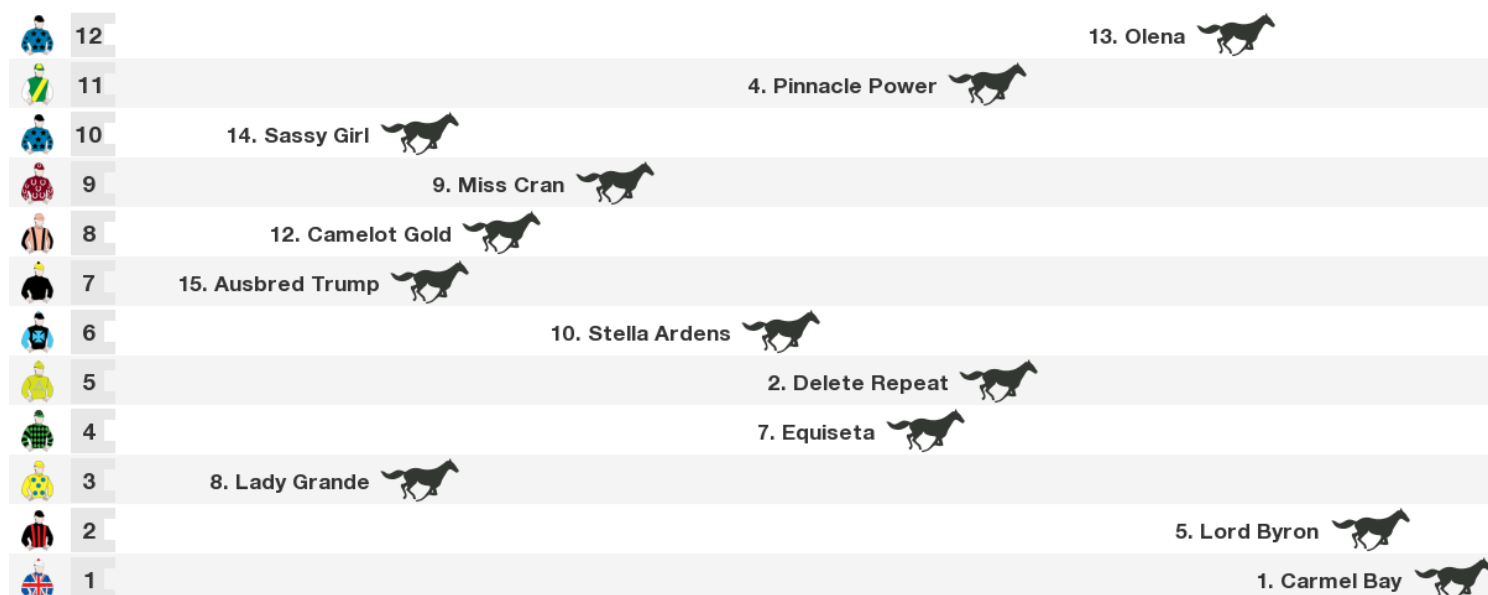 12 13. Olena
11 4. Pinnacle Power
10 14. Sassy Girl
9 9. Miss Cran
8 12. Camelot Gold
7 15. Ausbred Trump
6 10. Stella Ardens
5 2. Delete Repeat
4 7. Equiseta
3 8. Lady Grande
2 5. Lord Byron
1 1. Carmel Bay